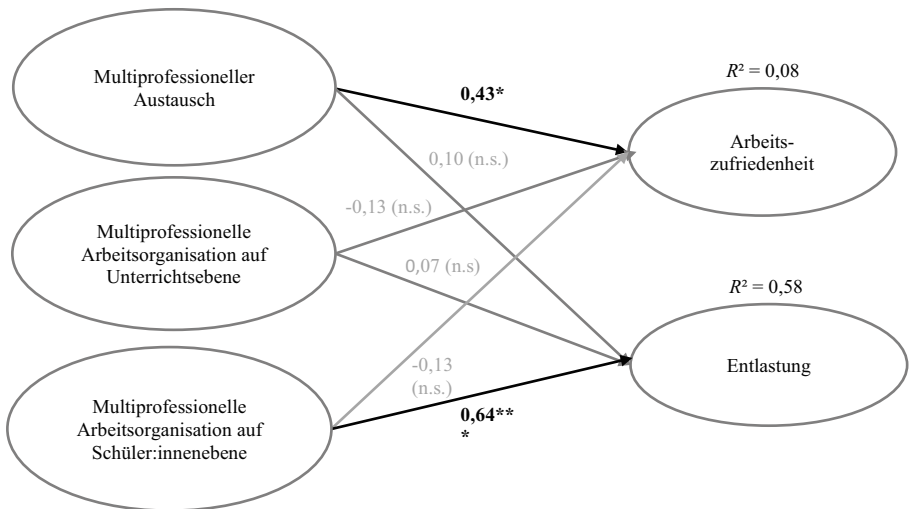 Multiprofessioneller
Austausch
R² = 0,08
0,43*
Arbeits-
zufriedenheit
0,10 (n.s.)
-0,13 (n.s.)
Multiprofessionelle
Arbeitsorganisation auf
Unterrichtsebene
0,07 (n.s)
R² = 0,58
Entlastung
-0,13
(n.s.)
0,64**
*
Multiprofessionelle
Arbeitsorganisation auf
Schüler:innenebene